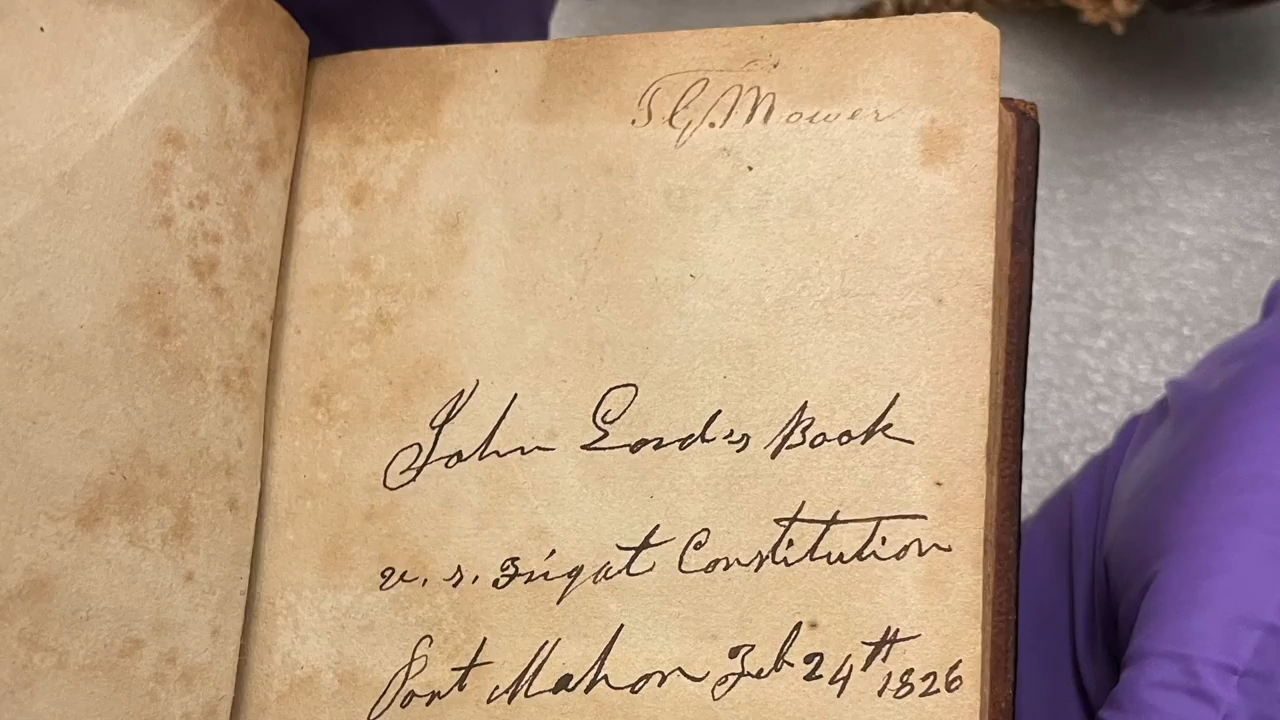 T. G. Mower
John Lord's Book
u. s. Frigat Constitution
Port Mahon Feb 24th 1826